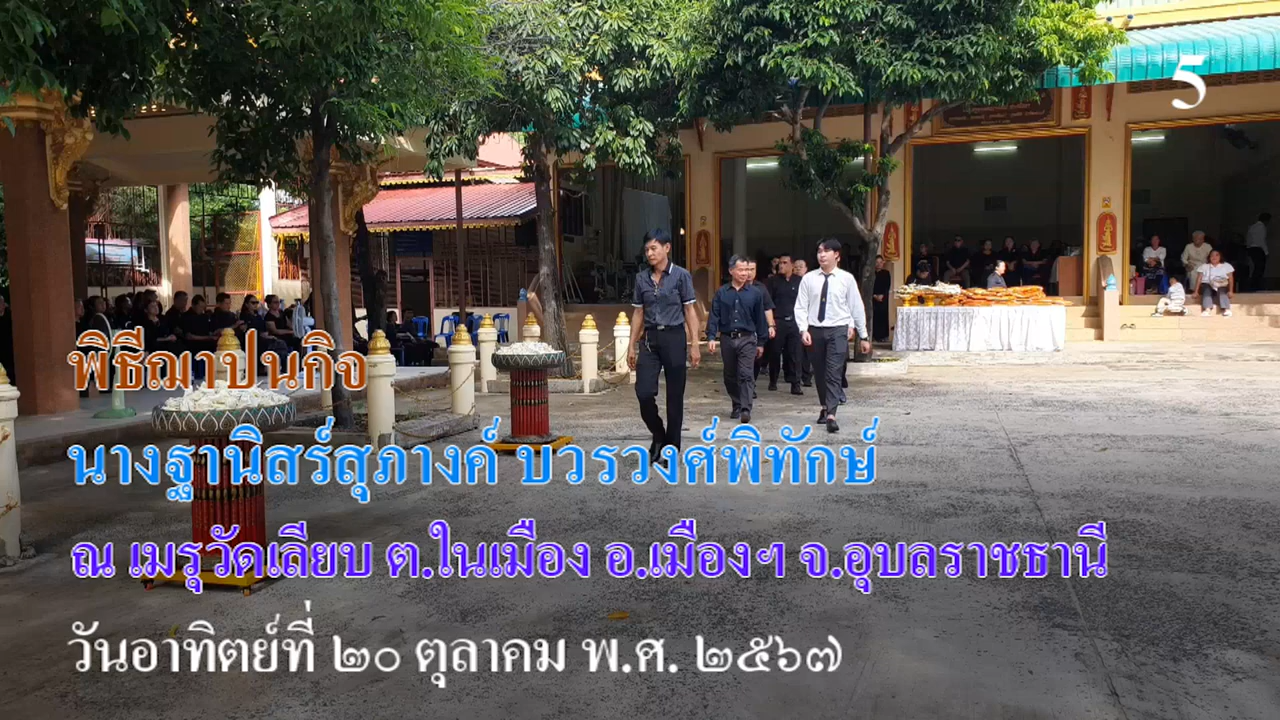 5
พิธีฌาปนกิจ
นางฐานิสร์สุภางค์ บวรวงศ์พิทักษ์
ณ เมรุวัดเลียบ ต.ในเมือง อ.เมืองฯ จ.อุบลราชธานี
วันอาทิตย์ที่ ๒๐ ตุลาคม พ.ศ. ๒๕๖๗